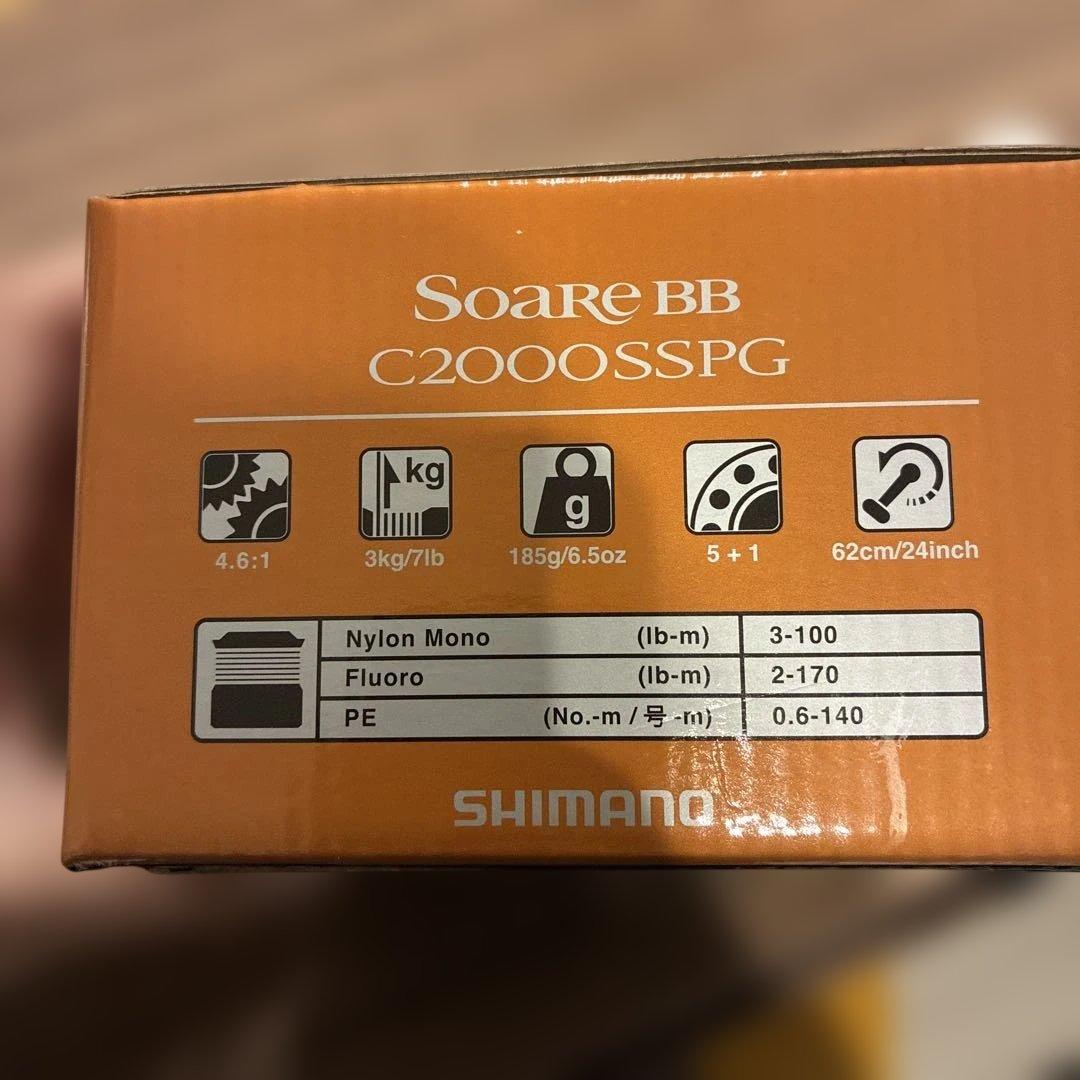 SoaRe BB
C2000SSPG
kg
g
4.6:1 3kg/7lb 185g/6.5oz 5 + 1 62cm/24inch
Nylon Mono (lb-m) 3-100
Fluoro (lb-m) 2-170
PE (No.-m / 号 -m) 0.6-140
SHIMANO